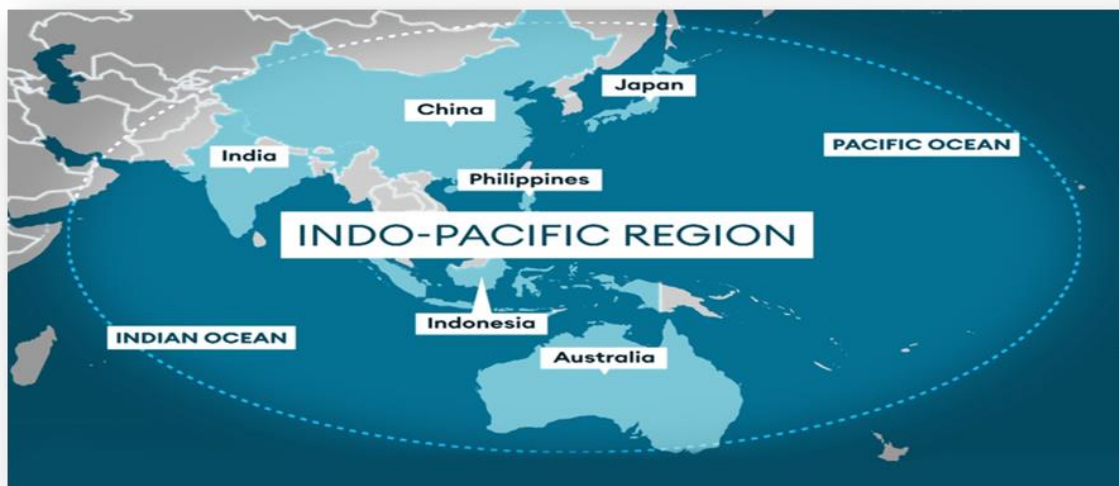 Japan
China
PACIFIC OCEAN
India
Philippines
INDO-PACIFIC REGION
Indonesia
INDIAN OCEAN
Australia